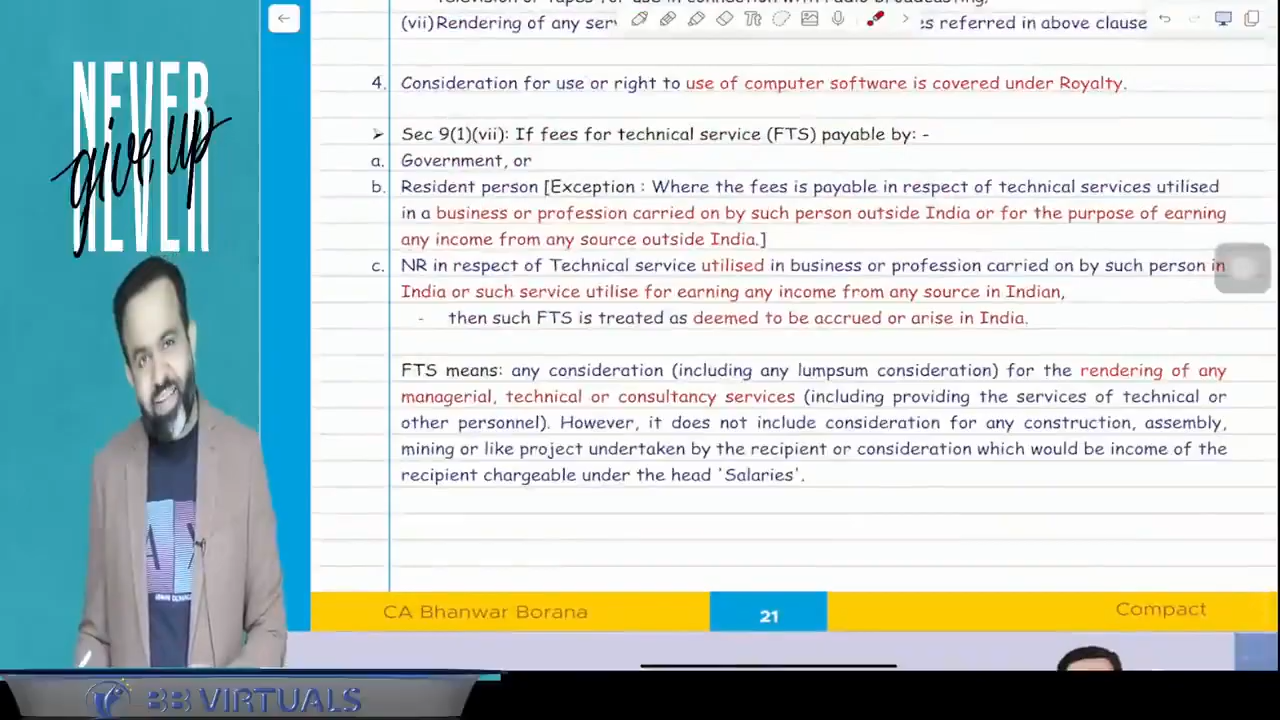 (vii)Rendering of any ser
s referred in above clause
NEVER
give up
NEVER
4. Consideration for use or right to use of computer software is covered under Royalty.
➢ Sec 9(1)(vii): If fees for technical service (FTS) payable by: -
a. Government, or
b. Resident person [Exception : Where the fees is payable in respect of technical services utilised
in a business or profession carried on by such person outside India or for the purpose of earning
any income from any source outside India.]
c. NR in respect of Technical service utilised in business or profession carried on by such person in
India or such service utilise for earning any income from any source in Indian,
- then such FTS is treated as deemed to be accrued or arise in India.
FTS means: any consideration (including any lumpsum consideration) for the rendering of any
managerial, technical or consultancy services (including providing the services of technical or
other personnel). However, it does not include consideration for any construction, assembly,
mining or like project undertaken by the recipient or consideration which would be income of the
recipient chargeable under the head 'Salaries'.
CA Bhanwar Borana
21
Compact
BB VIRTUALS